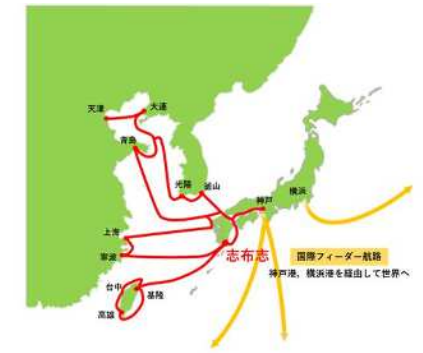 天津
大連
青島
光陽
釜山
神戸
横浜
上海
寧波
志布志
国際フィーダー航路
神戸港，横浜港を経由して世界へ
台中
基隆
高雄